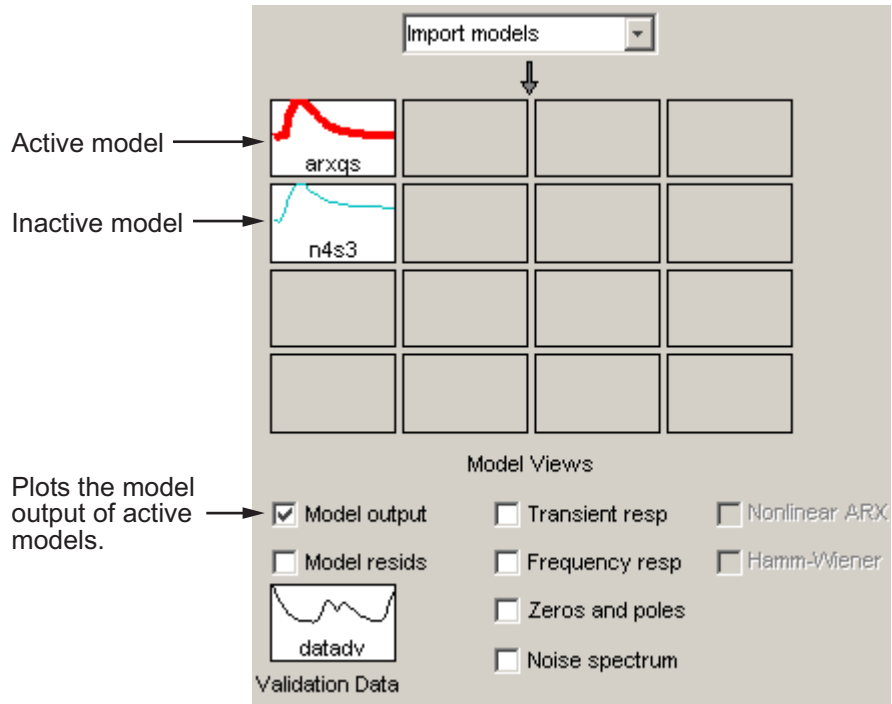 Import models
Active model
arxqs
Inactive model
n4s3
Model Views
Plots the model
output of active
models.
Model output
Transient resp
Nonlinear ARX
Model resids
Frequency resp
Hamm-Wiener
Zeros and poles
datadv
Noise spectrum
Validation Data